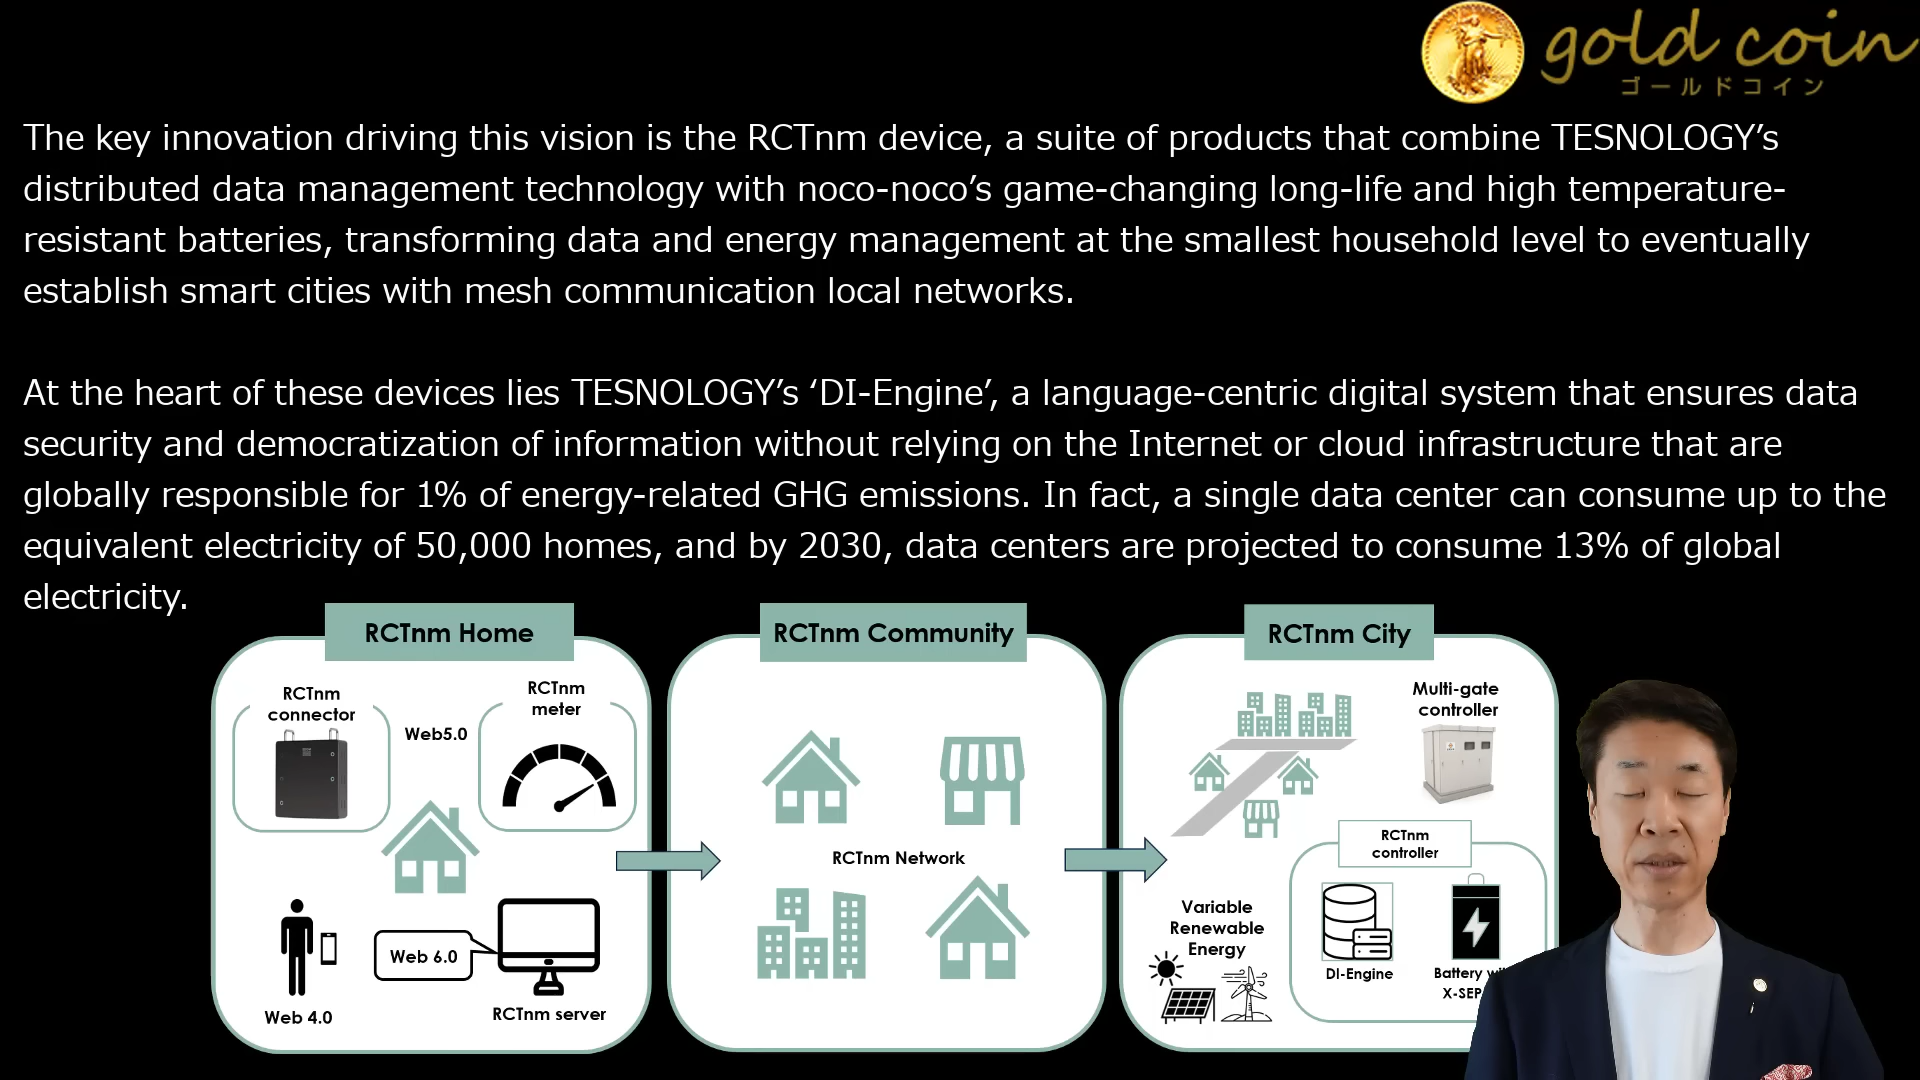 gold coin
ゴールドコイン
The key innovation driving this vision is the RCTnm device, a suite of products that combine TESNOLOGY’s
distributed data management technology with noco-noco’s game-changing long-life and high temperature-
resistant batteries, transforming data and energy management at the smallest household level to eventually
establish smart cities with mesh communication local networks.
At the heart of these devices lies TESNOLOGY’s ‘DI-Engine’, a language-centric digital system that ensures data
security and democratization of information without relying on the Internet or cloud infrastructure that are
globally responsible for 1% of energy-related GHG emissions. In fact, a single data center can consume up to the
equivalent electricity of 50,000 homes, and by 2030, data centers are projected to consume 13% of global
electricity.
RCTnm Home
RCTnm
connector
Web5.0
RCTnm
meter
Web 4.0
Web 6.0
RCTnm server
RCTnm Community
RCTnm Network
RCTnm City
Multi-gate
controller
Variable
Renewable
Energy
RCTnm
controller
DI-Engine
Battery
X-SEP